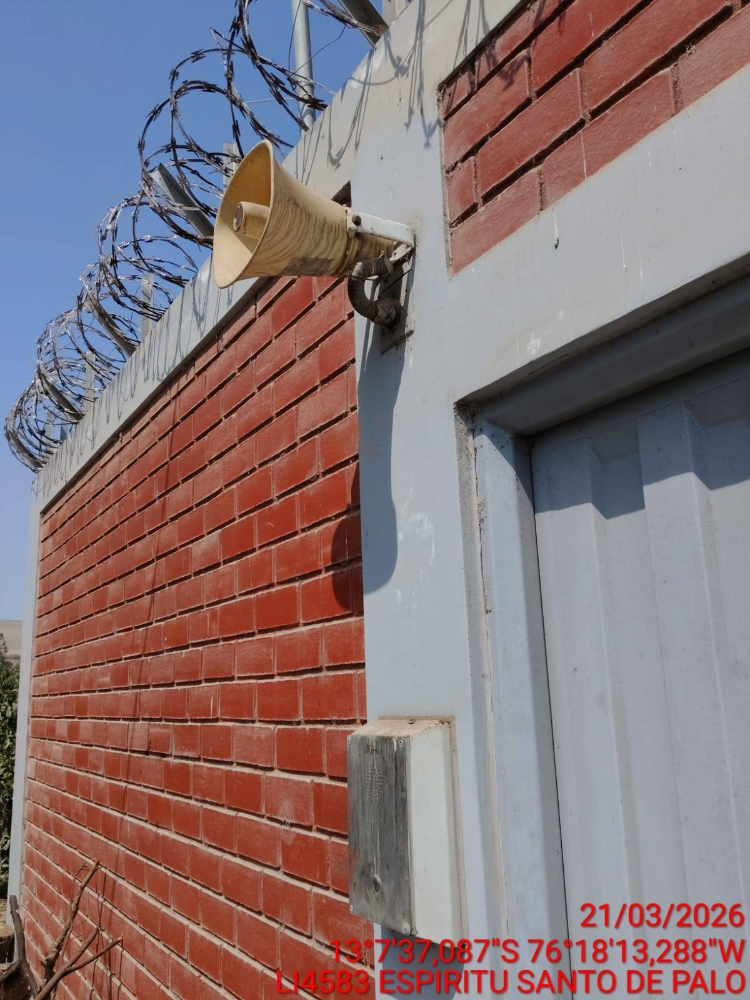 21/03/2026
13°7'37,087"S 76°18'13,288"W
LI4583 ESPIRITU SANTO DE PALO